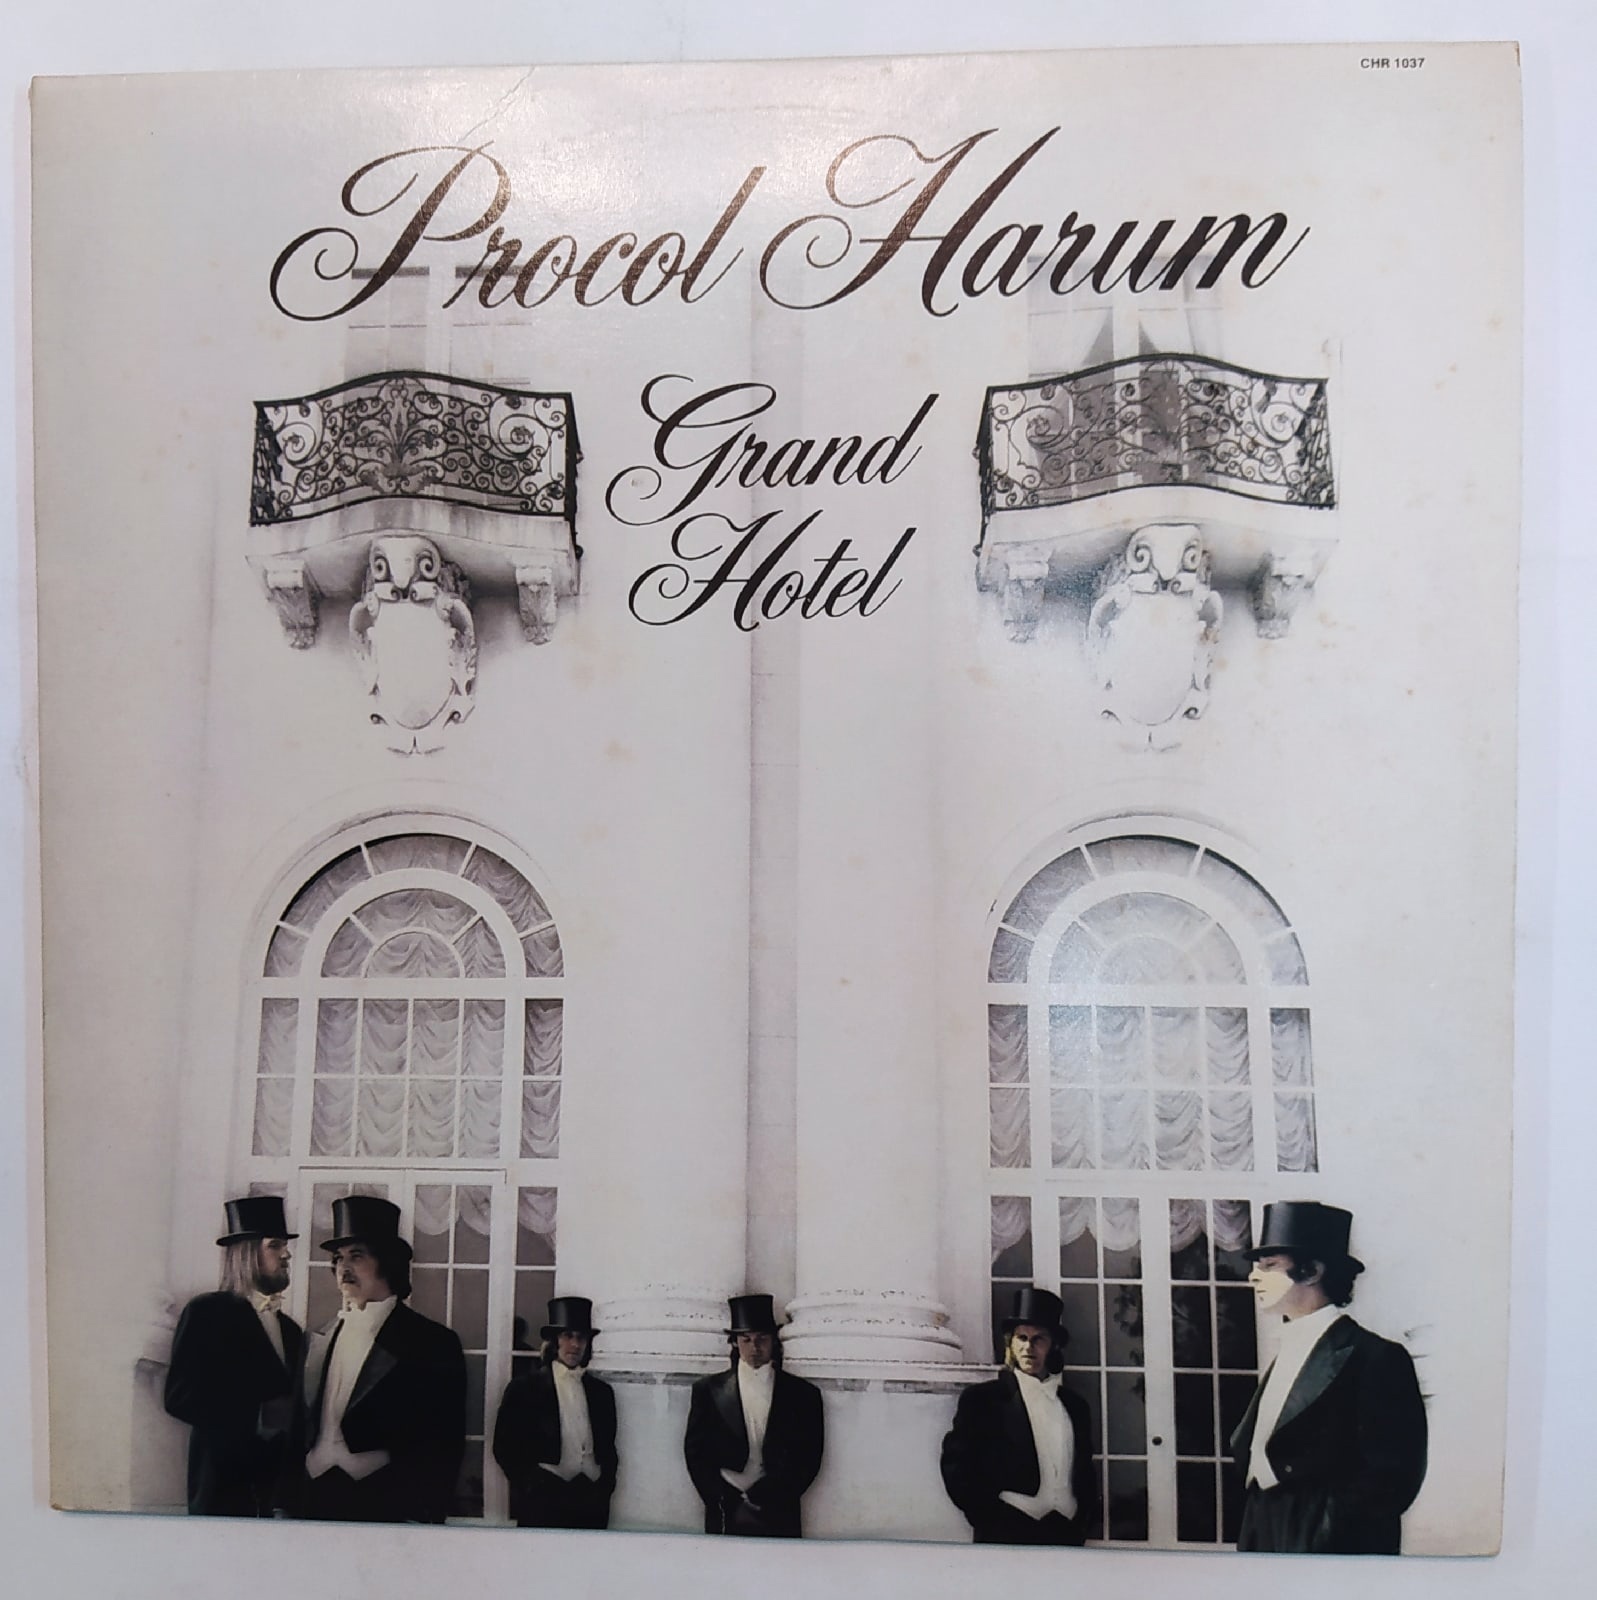 CHR 1037
Procol Harum
Grand
Hotel